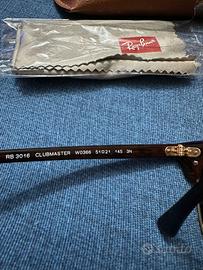 Ray-Ban
RB 3016 CLUBMASTER W0366 51▢21 145 3N
subito